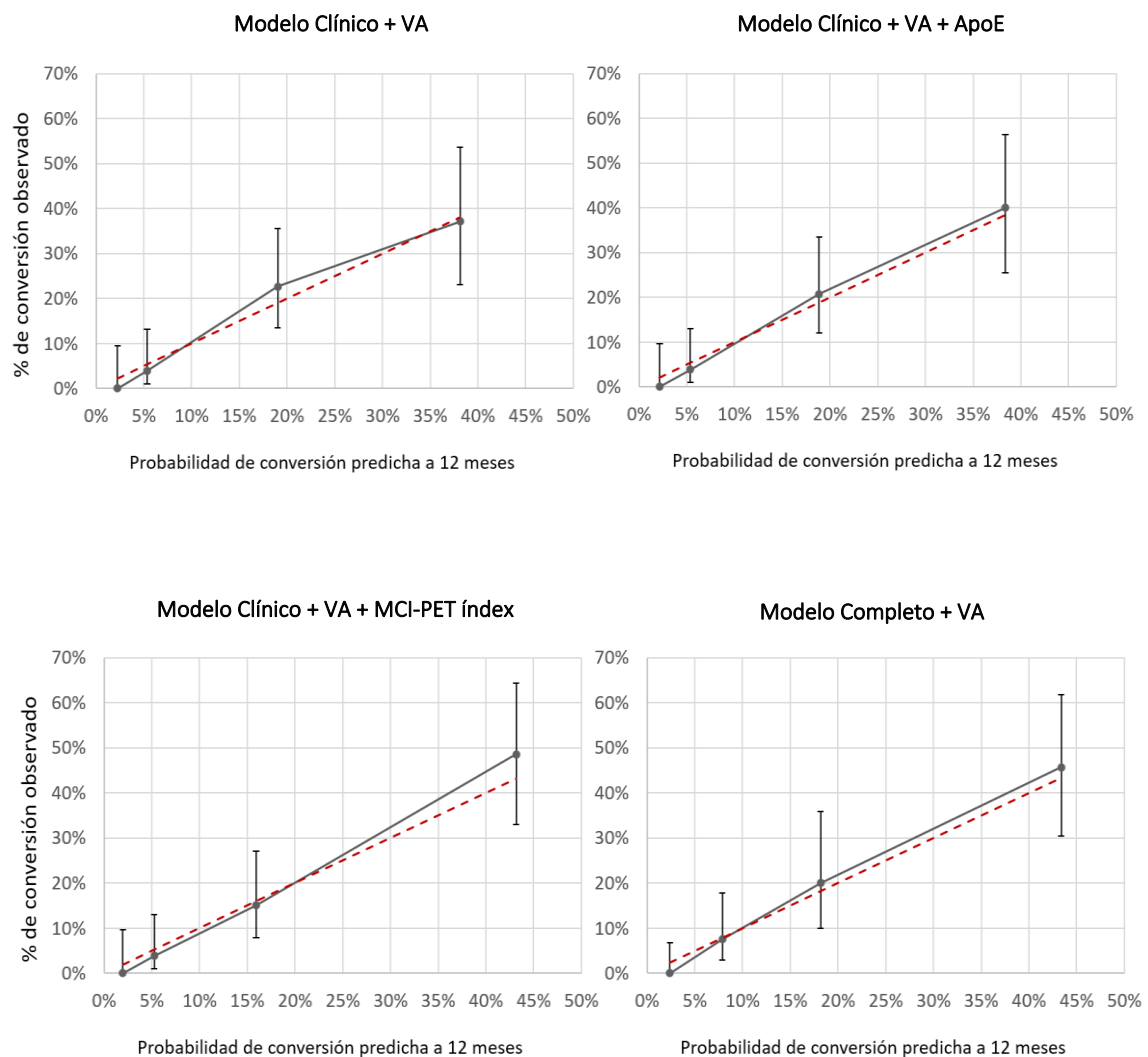 Modelo Clínico + VA
70%
60%
50%
40%
30%
20%
10%
0%
% de conversión observado
0% 5% 10% 15% 20% 25% 30% 35% 40% 45% 50%
Probabilidad de conversión predicha a 12 meses
Modelo Clínico + VA + ApoE
70%
60%
50%
40%
30%
20%
10%
0%
0% 5% 10% 15% 20% 25% 30% 35% 40% 45% 50%
Probabilidad de conversión predicha a 12 meses
Modelo Clínico + VA + MCI-PET índex
70%
60%
50%
40%
30%
20%
10%
0%
% de conversión observado
0% 5% 10% 15% 20% 25% 30% 35% 40% 45% 50%
Probabilidad de conversión predicha a 12 meses
Modelo Completo + VA
70%
60%
50%
40%
30%
20%
10%
0%
0% 5% 10% 15% 20% 25% 30% 35% 40% 45% 50%
Probabilidad de conversión predicha a 12 meses